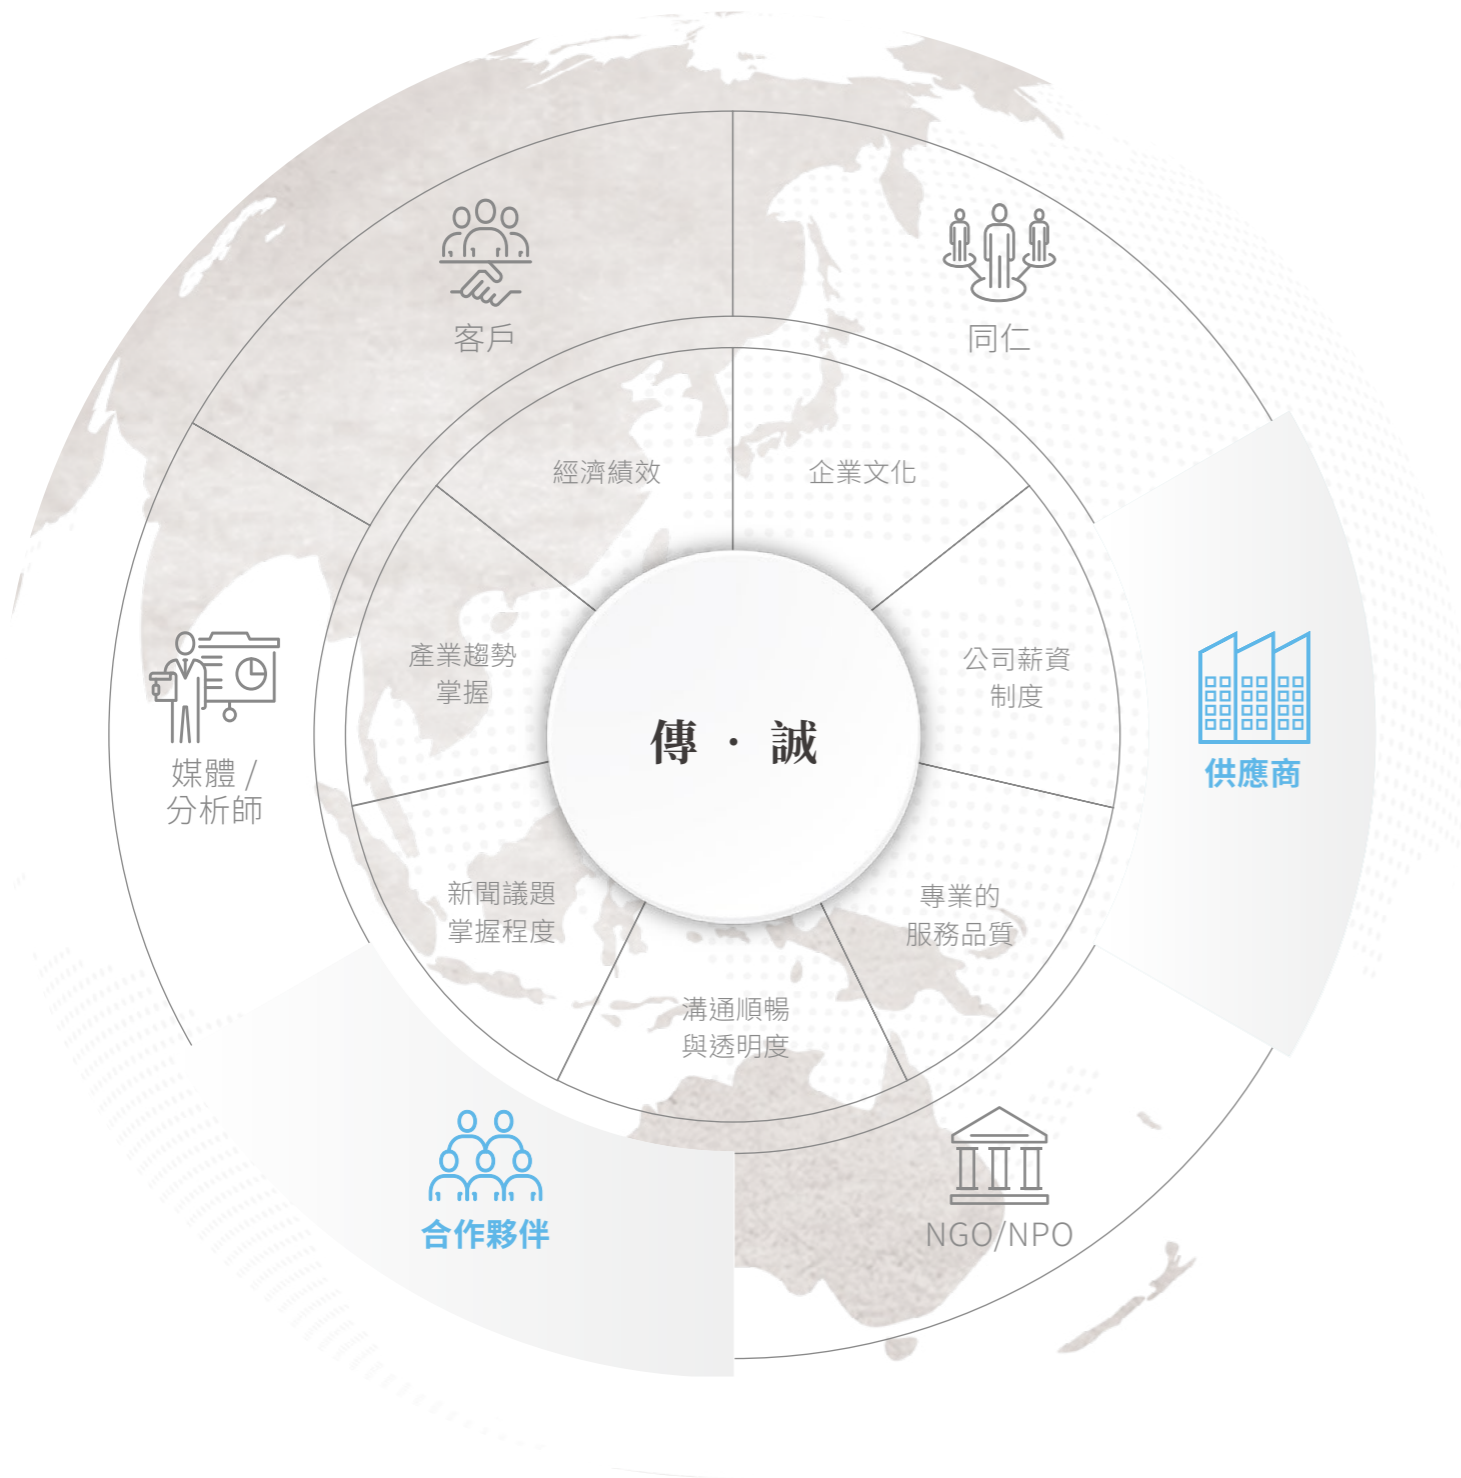 客戶
同仁
經濟績效
企業文化
產業趨勢
掌握
公司薪資
制度
傳・誠
媒體 /
分析師
供應商
新聞議題
掌握程度
專業的
服務品質
溝通順暢
與透明度
合作夥伴
NGO/NPO